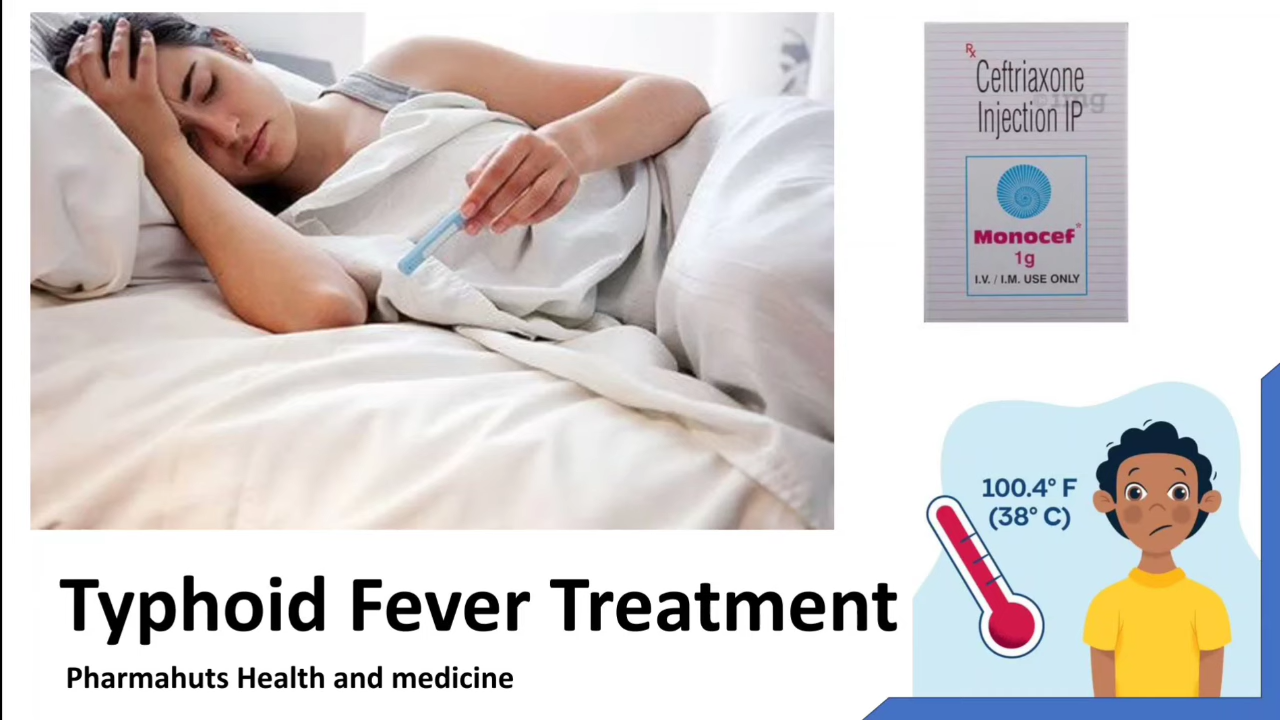 Rx
Ceftriaxone
Injection IP
Monocef
1g
I.V. / I.M. USE ONLY
100.4° F
(38° C)
Typhoid Fever Treatment
Pharmahuts Health and medicine